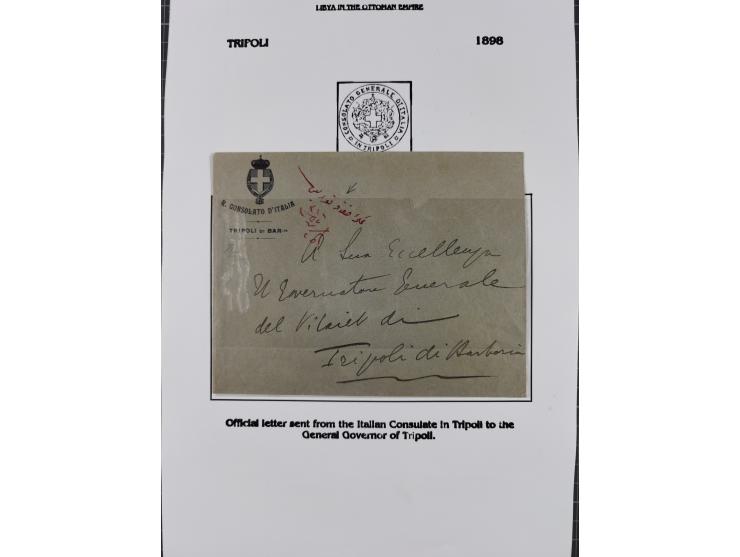 LIBYA IN THE OTTOMAN EMPIRE
TRIPOLI 1898
CONSOLATO GENERALE D'ITALIA
IN TRIPOLI
R. CONSOLATO D'ITALIA
TRIPOLI DI BAR
A Sua Eccellenza
Il Governatore Generale
del Vilaiet di
Tripoli di Barberia
Official letter sent from the Italian Consulate in Tripoli to the
General Governor of Tripoli.